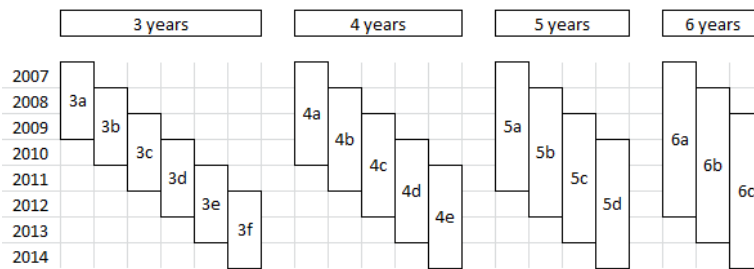 3 years 4 years 5 years 6 years
2007
2008 3a
2009 3b 4a 5a
2010 3c 4b 5b 6a
2011 3d 4c 6b
2012 3e 4d 5c
2013 3f 4e 5d
2014